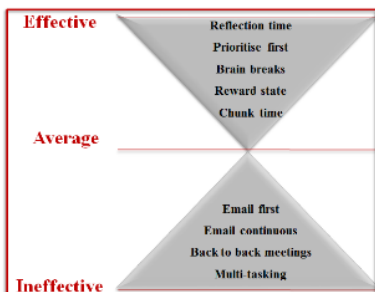 Effective
Reflection time
Prioritise first
Brain breaks
Reward state
Chunk time
Average
Email first
Email continuous
Back to back meetings
Multi-tasking
Ineffective